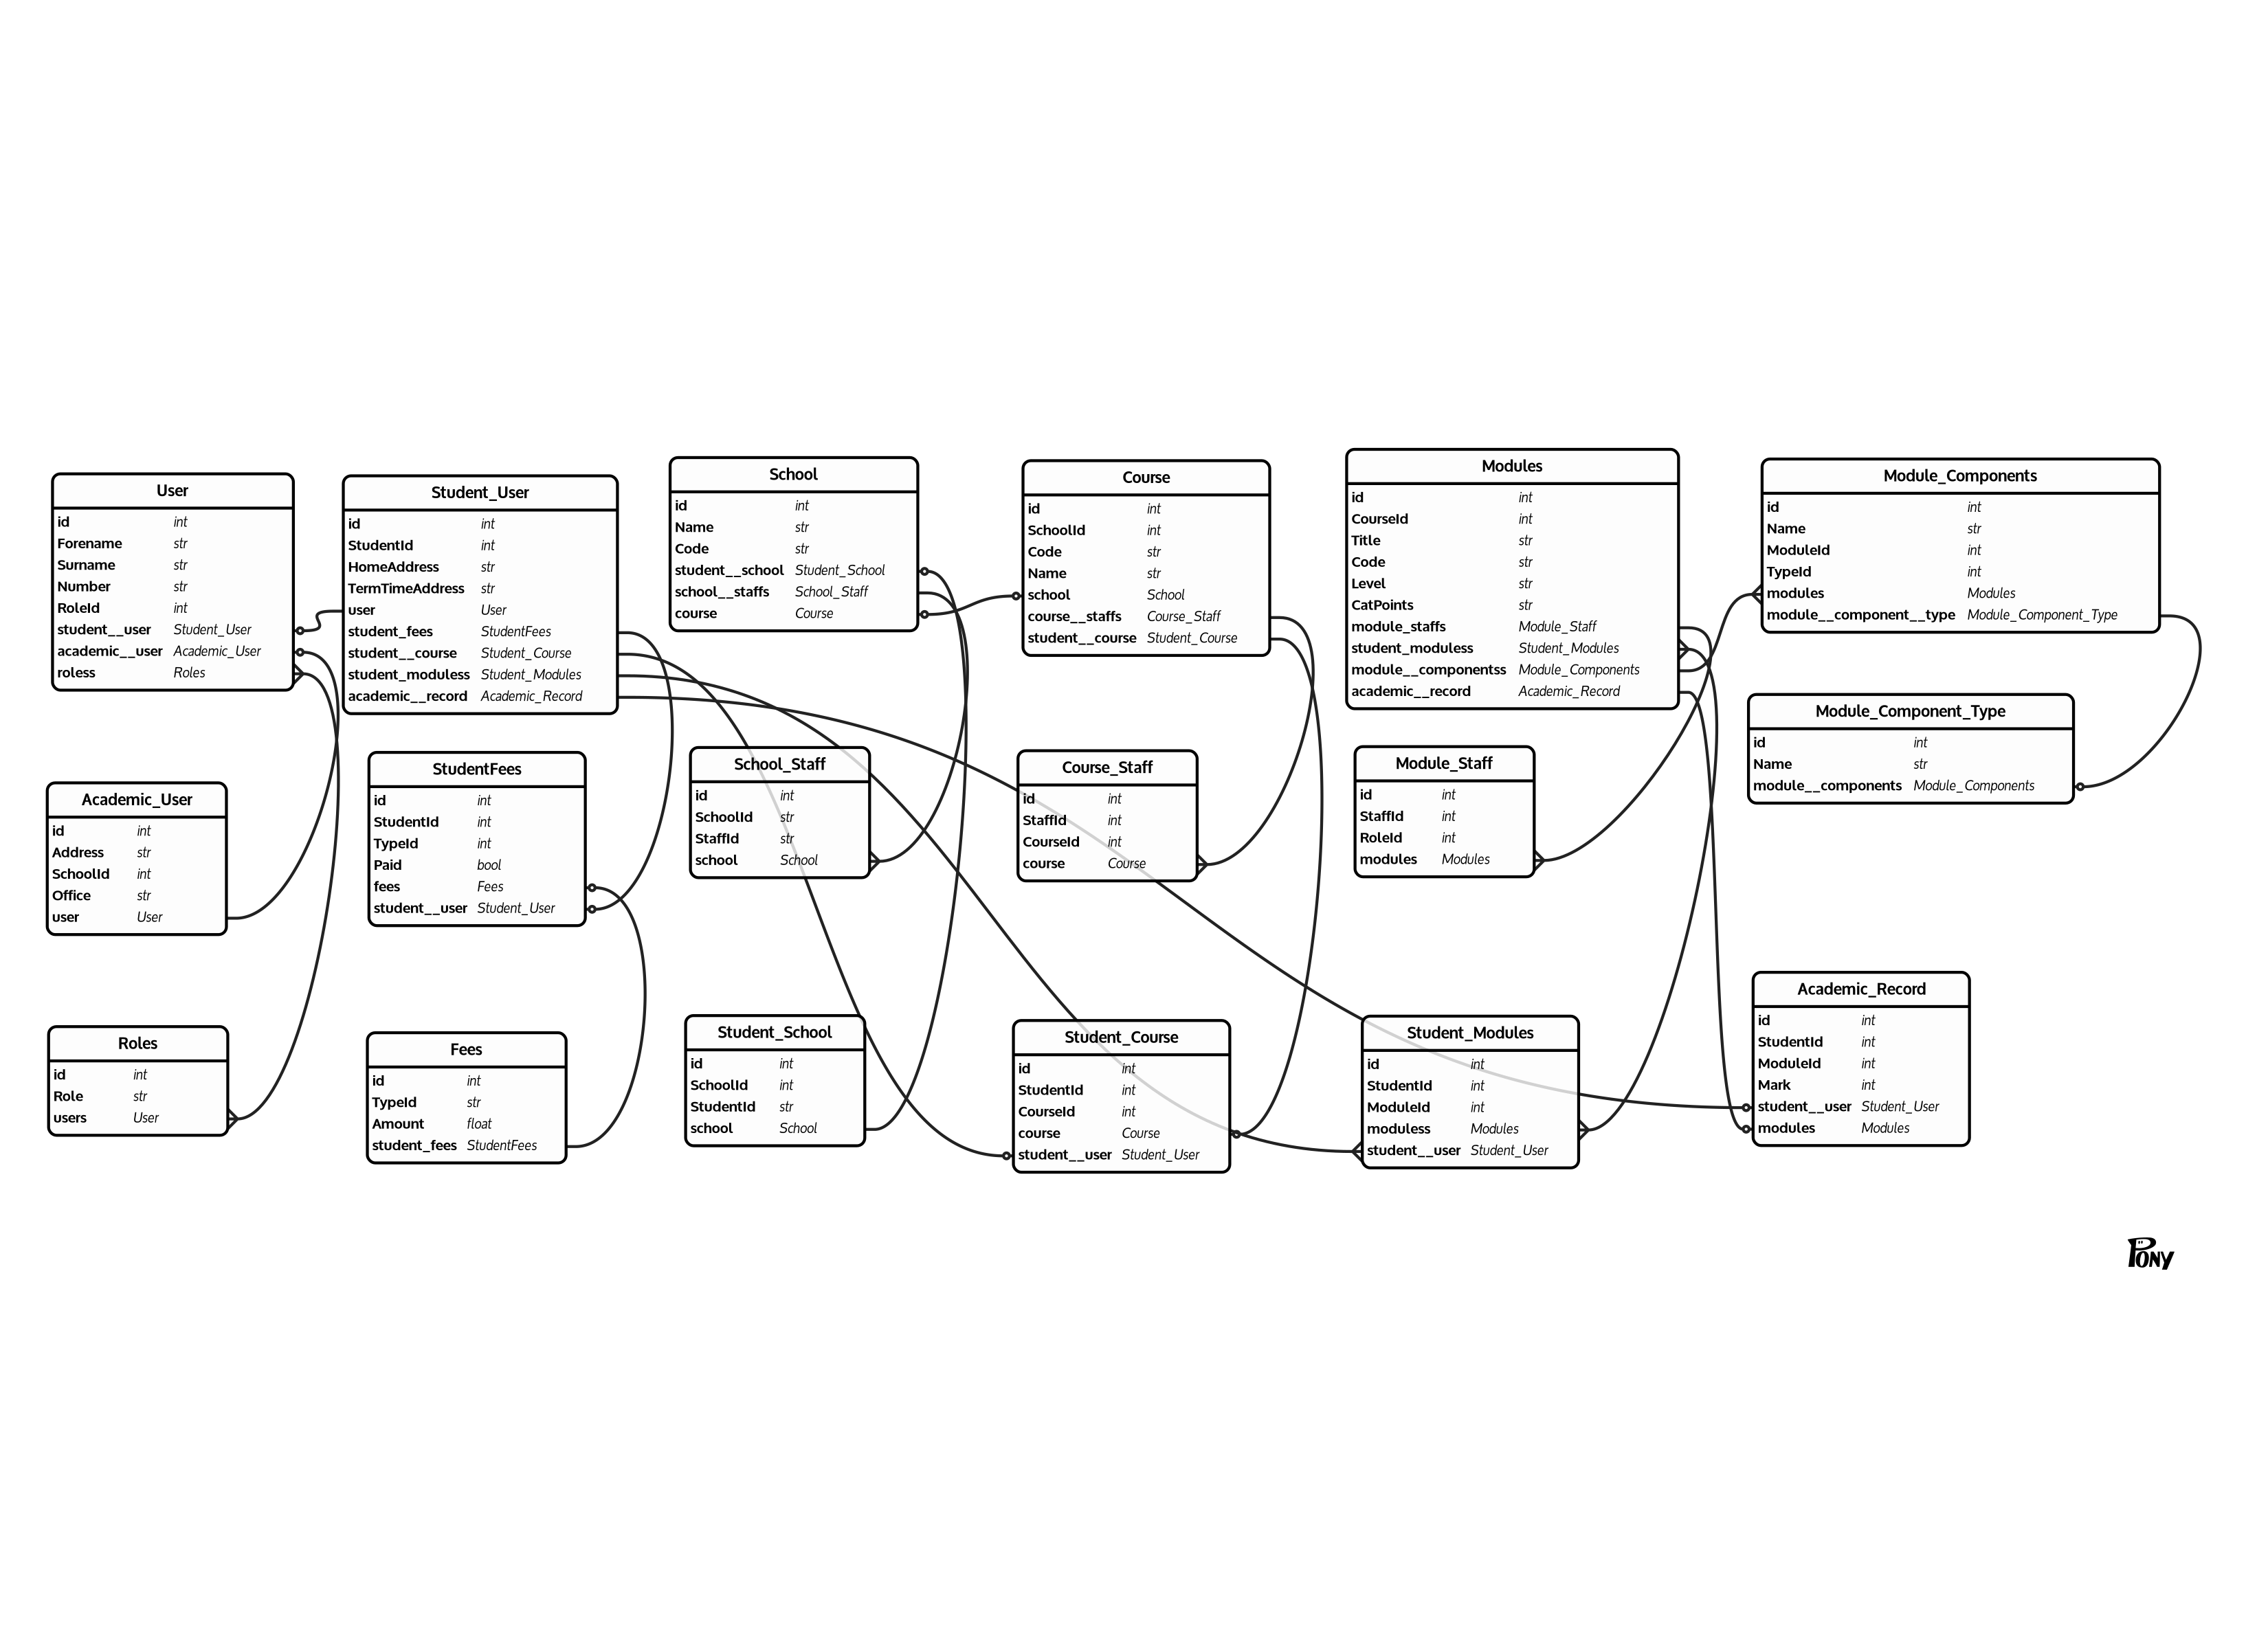 User
id int
Forename str
Surname str
Number str
RoleId int
student__user Student_User
academic__user Academic_User
roless Roles
Student_User
id int
StudentId int
HomeAddress str
TermTimeAddress str
user User
student_fees StudentFees
student__course Student_Course
student_moduless Student_Modules
academic__record Academic_Record
School
id int
Name str
Code str
student__school Student_School
school__staffs School_Staff
course Course
Course
id int
SchoolId int
Code str
Name str
school School
course__staffs Course_Staff
student__course Student_Course
Modules
id int
CourseId int
Title str
Code str
Level str
CatPoints str
module_staffs Module_Staff
student_moduless Student_Modules
module__componentss Module_Components
academic__record Academic_Record
Module_Components
id int
Name str
ModuleId int
TypeId int
modules Modules
module__component__type Module_Component_Type
Module_Component_Type
id int
Name str
module__components Module_Components
Academic_User
id int
Address str
SchoolId int
Office str
user User
StudentFees
id int
StudentId int
TypeId int
Paid bool
fees Fees
student__user Student_User
School_Staff
id int
SchoolId str
StaffId str
school School
Course_Staff
id int
StaffId int
CourseId int
course Course
Module_Staff
id int
StaffId int
RoleId int
modules Modules
Roles
id int
Role str
users User
Fees
id int
TypeId str
Amount float
student_fees StudentFees
Student_School
id int
SchoolId int
StudentId str
school School
Student_Course
id int
StudentId int
CourseId int
course Course
student__user Student_User
Student_Modules
id int
StudentId int
ModuleId int
moduless Modules
student__user Student_User
Academic_Record
id int
StudentId int
ModuleId int
Mark int
student__user Student_User
modules Modules
PONY